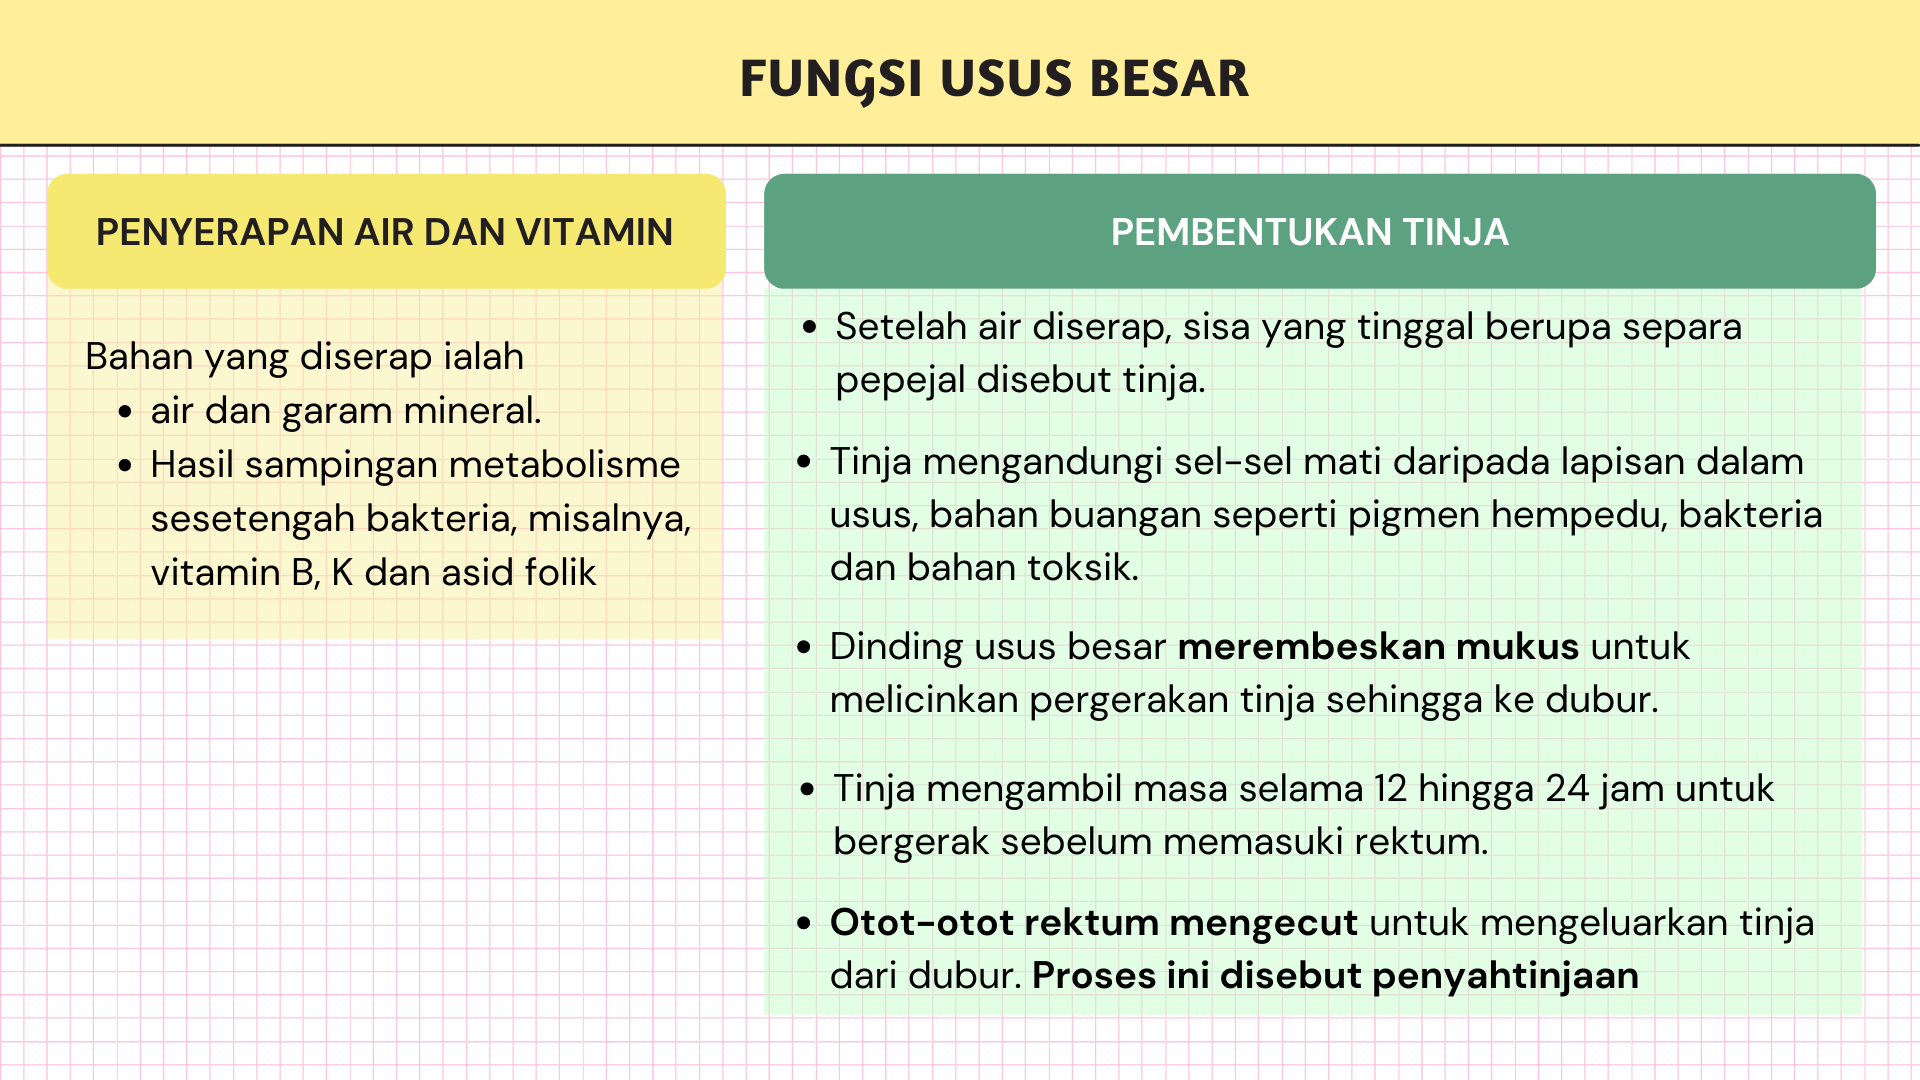 FUNGSI USUS BESAR
PENYERAPAN AIR DAN VITAMIN
Bahan yang diserap ialah
• air dan garam mineral.
• Hasil sampingan metabolisme
sesetengah bakteria, misalnya,
vitamin B, K dan asid folik
PEMBENTUKAN TINJA
• Setelah air diserap, sisa yang tinggal berupa separa
pepejal disebut tinja.
• Tinja mengandungi sel-sel mati daripada lapisan dalam
usus, bahan buangan seperti pigmen hempedu, bakteria
dan bahan toksik.
• Dinding usus besar merembeskan mukus untuk
melicinkan pergerakan tinja sehingga ke dubur.
• Tinja mengambil masa selama 12 hingga 24 jam untuk
bergerak sebelum memasuki rektum.
• Otot-otot rektum mengecut untuk mengeluarkan tinja
dari dubur. Proses ini disebut penyahtinjaan